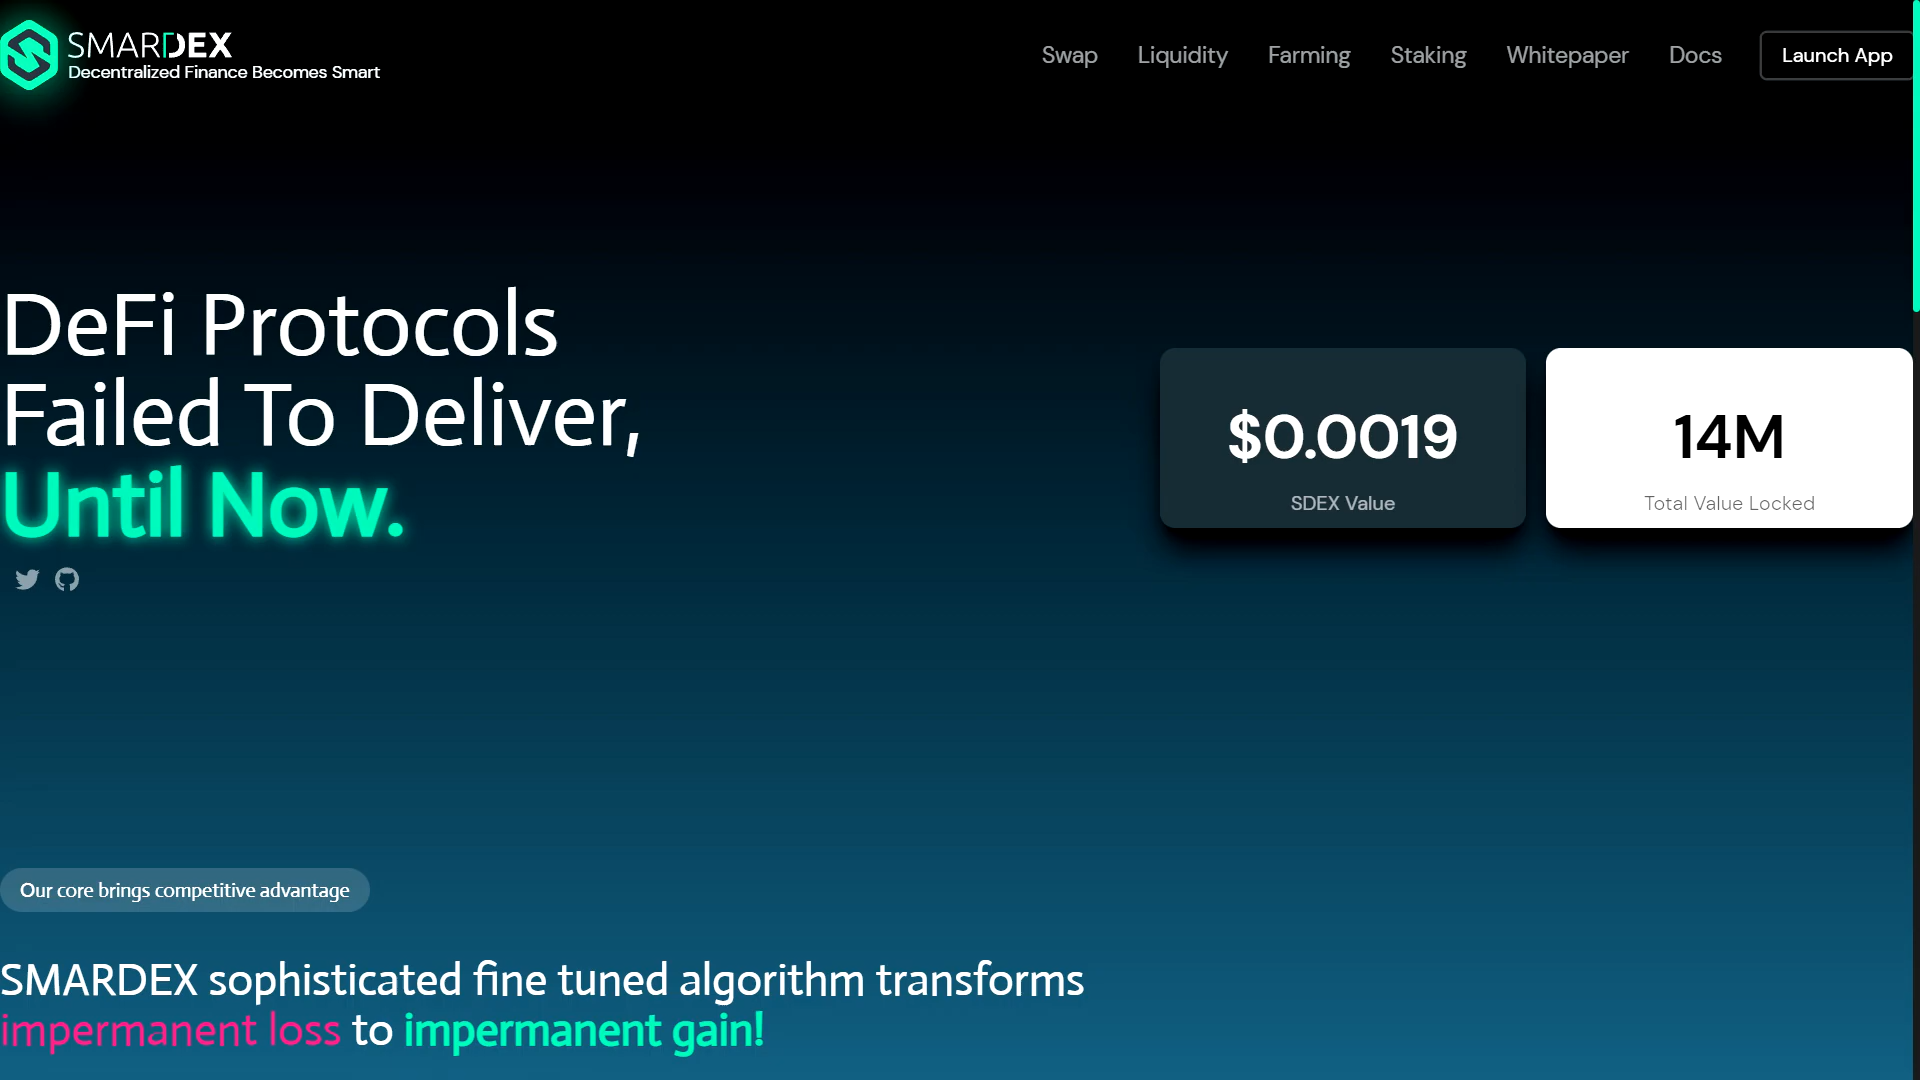 SMARDEX
Decentralized Finance Becomes Smart
Swap
Liquidity
Farming
Staking
Whitepaper
Docs
Launch App
DeFi Protocols
Failed To Deliver,
Until Now.
$0.0019
SDEX Value
14M
Total Value Locked
Our core brings competitive advantage
SMARDEX sophisticated fine tuned algorithm transforms
impermanent loss to impermanent gain!